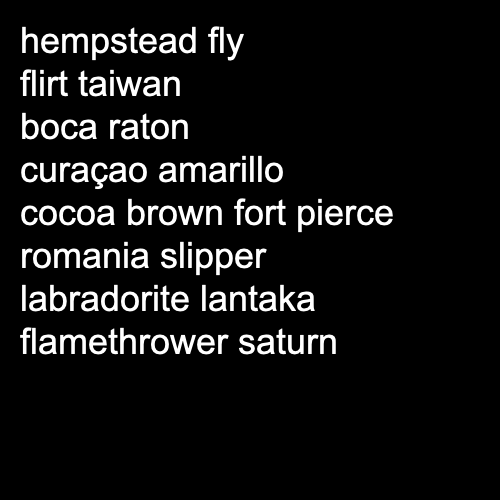 hempstead fly
flirt taiwan
boca raton
curaçao amarillo
cocoa brown fort pierce
romania slipper
labradorite lantaka
flamethrower saturn